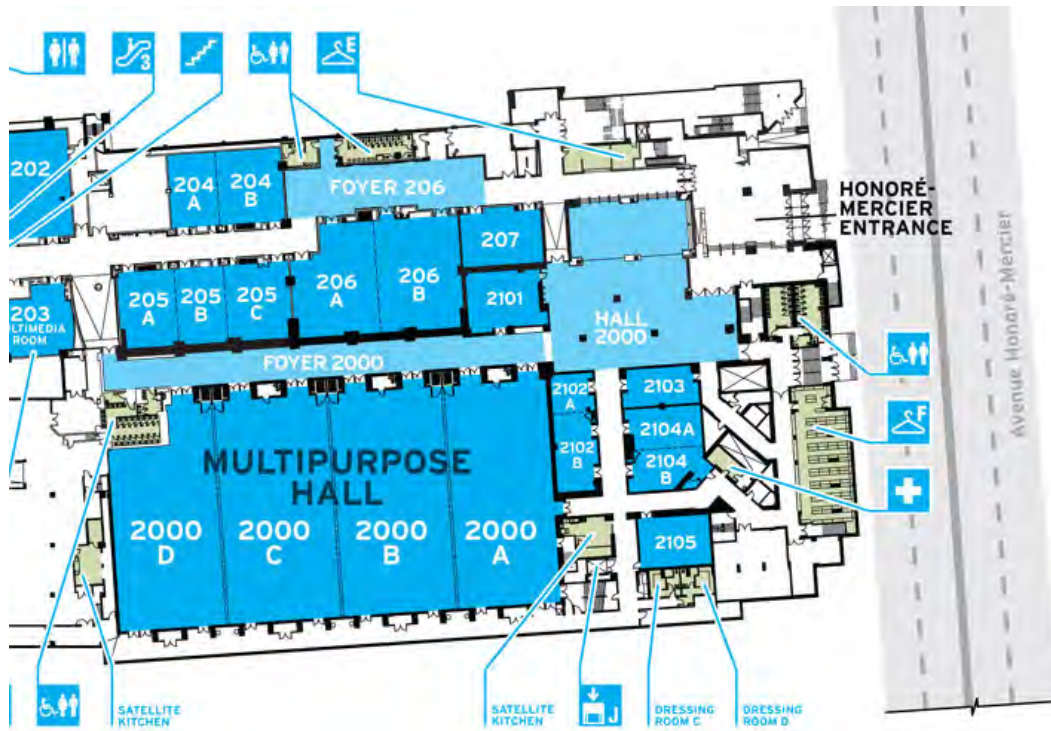 3
E
202
204
A
204
B
FOYER 206
HONORÉ-
MERCIER
ENTRANCE
207
206
A
206
B
205
A
205
B
205
C
2101
203
ROOM
HALL
2000
FOYER 2000
Avenue Honoré-Mercier
2102
A
2103
2102
B
2104A
2104
B
F
MULTIPURPOSE
HALL
2000
D
2000
C
2000
B
2000
A
2105
J
SATELLITE
KITCHEN
SATELLITE
KITCHEN
DRESSING
ROOM C
DRESSING
ROOM D